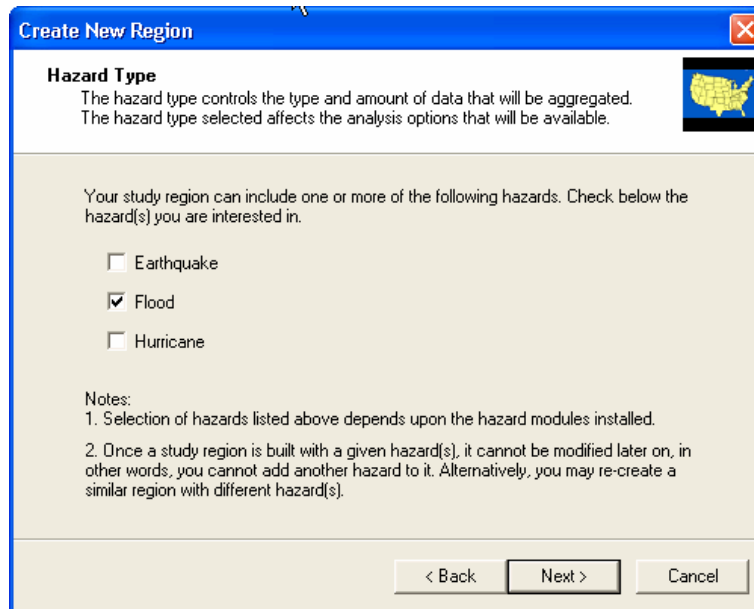 Create New Region
Hazard Type
The hazard type controls the type and amount of data that will be aggregated.
The hazard type selected affects the analysis options that will be available.
Your study region can include one or more of the following hazards. Check below the
hazard(s) you are interested in.
Earthquake
Flood
Hurricane
Notes:
1. Selection of hazards listed above depends upon the hazard modules installed.
2. Once a study region is built with a given hazard(s), it cannot be modified later on, in
other words, you cannot add another hazard to it. Alternatively, you may re-create a
similar region with different hazard(s).
< Back
Next >
Cancel